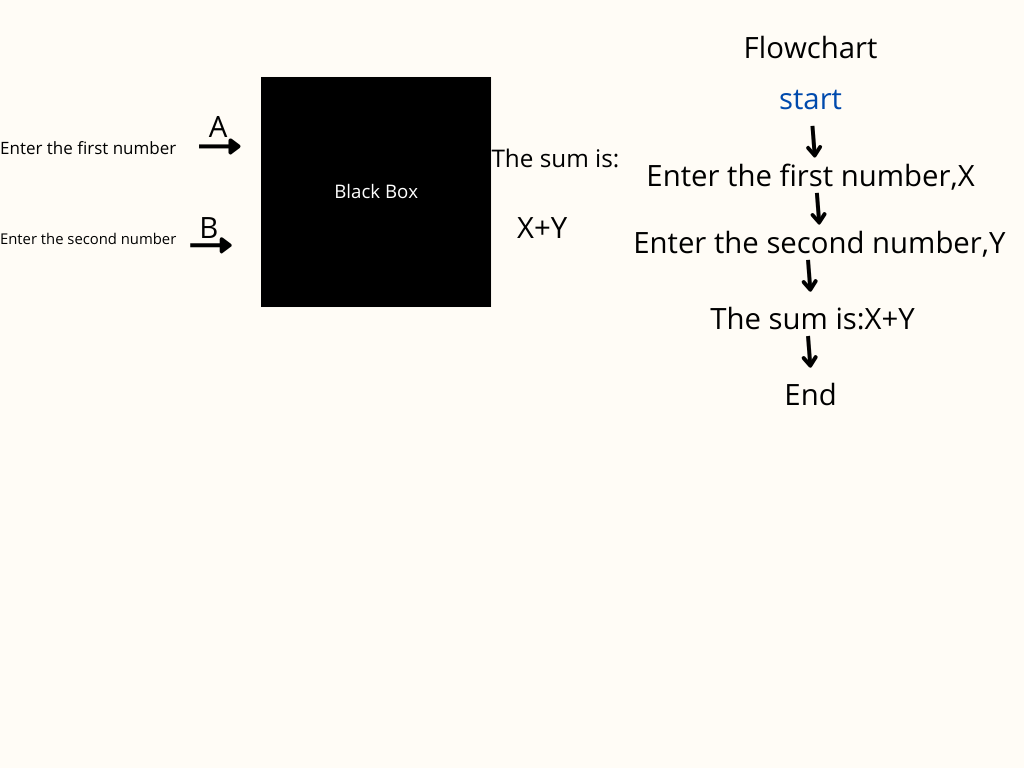 Enter the first number
A
Enter the second number
B
Black Box
The sum is:
X+Y
Flowchart
start
Enter the first number,X
Enter the second number,Y
The sum is:X+Y
End